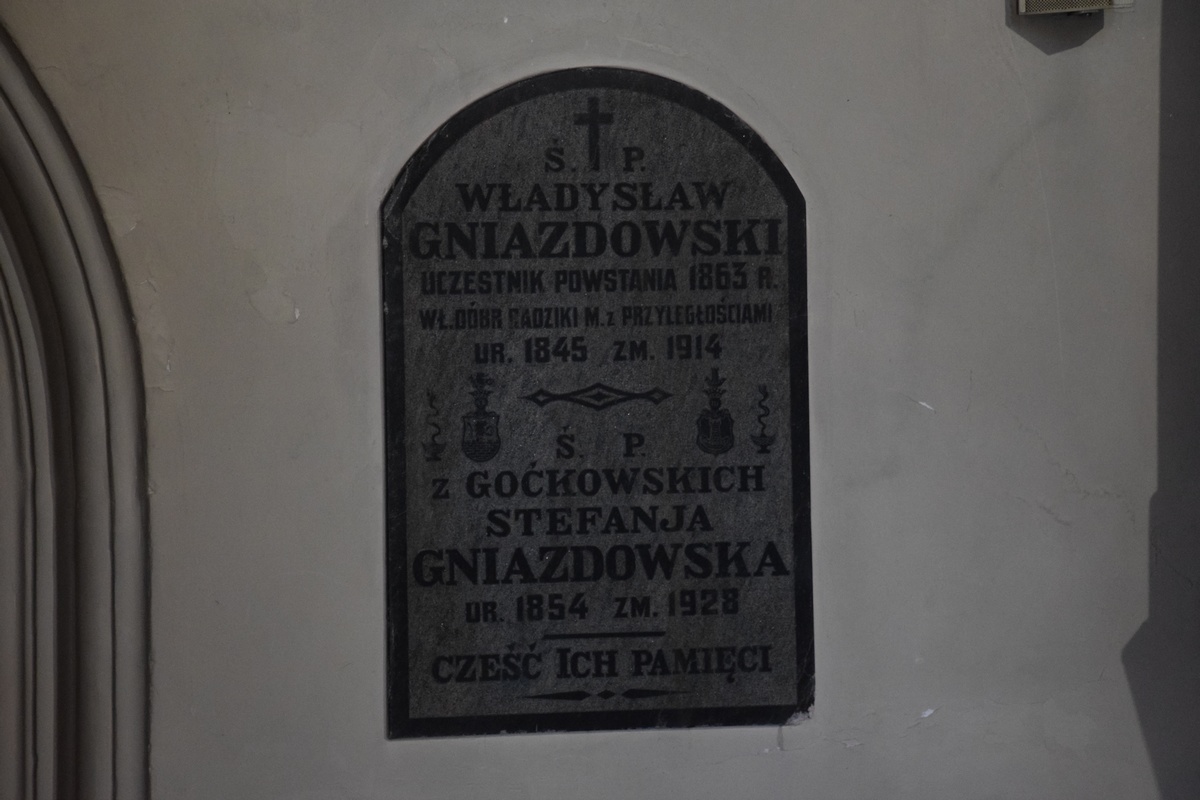 Ś. P.
WŁADYSŁAW
GNIAZDOWSKI
UCZESTNIK POWSTANIA 1863 R.
WŁ. DÓBR RADZIKI M. z PRZYLEGŁOŚCIAMI
UR. 1845 ZM. 1914
Ś. P.
z GOĆKOWSKICH
STEFANJA
GNIAZDOWSKA
UR. 1854 ZM. 1928
CZEŚĆ ICH PAMIĘCI